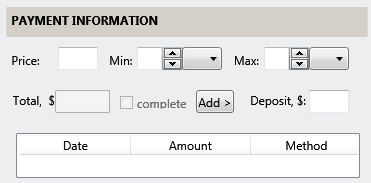 PAYMENT INFORMATION
Price: Min: Max:
Total, $ complete Add > Deposit, $:
Date Amount Method